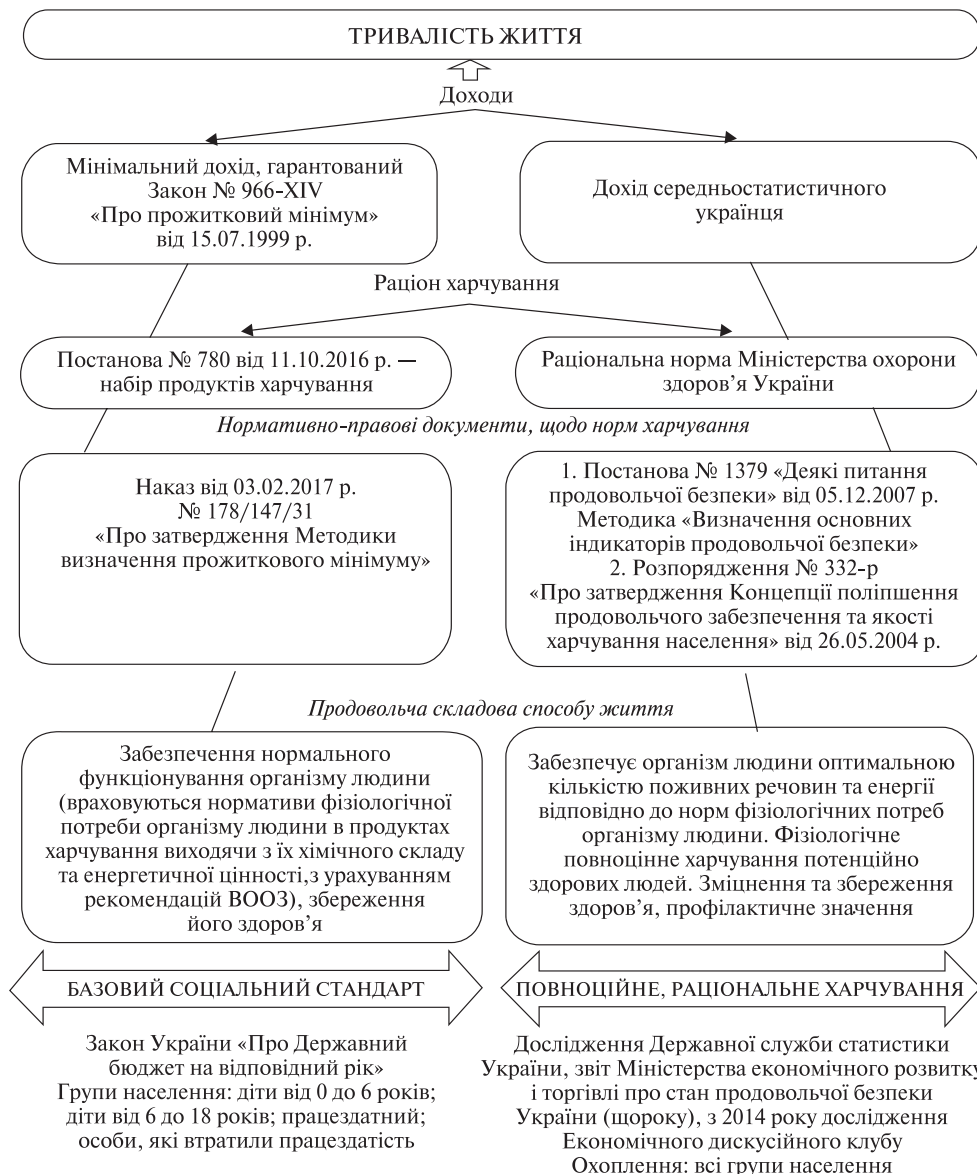 ТРИВАЛІСТЬ ЖИТТЯ
Доходи
Мінімальний дохід, гарантований
Закон № 966-XIV
«Про прожитковий мінімум»
від 15.07.1999 р.
Дохід середньостатистичного
українця
Раціон харчування
Постанова № 780 від 11.10.2016 р. —
набір продуктів харчування
Раціональна норма Міністерства охорони
здоров’я України
Нормативно-правові документи, щодо норм харчування
Наказ від 03.02.2017 р.
№ 178/147/31
«Про затвердження Методики
визначення прожиткового мінімуму»
1. Постанова № 1379 «Деякі питання
продовольчої безпеки» від 05.12.2007 р.
Методика «Визначення основних
індикаторів продовольчої безпеки»
2. Розпорядження № 332-р
«Про затвердження Концепції поліпшення
продовольчого забезпечення та якості
харчування населення» від 26.05.2004 р.
Продовольча складова способу життя
Забезпечення нормального
функціонування організму людини
(враховуються нормативи фізіологічної
потреби організму людини в продуктах
харчування виходячи з їх хімічного складу
та енергетичної цінності,з урахуванням
рекомендацій ВООЗ), збереження
його здоров’я
Забезпечує організм людини оптимальною
кількістю поживних речовин та енергії
відповідно до норм фізіологічних потреб
організму людини. Фізіологічне
повноцінне харчування потенційно
здорових людей. Зміцнення та збереження
здоров’я, профілактичне значення
БАЗОВИЙ СОЦІАЛЬНИЙ СТАНДАРТ
ПОВНОЦІЙНЕ, РАЦІОНАЛЬНЕ ХАРЧУВАННЯ
Закон України «Про Державний
бюджет на відповідний рік»
Групи населення: діти від 0 до 6 років;
діти від 6 до 18 років; працездатний;
особи, які втратили працездатість
Дослідження Державної служби статистики
України, звіт Міністерства економічного розвитку
і торгівлі про стан продовольчої безпеки
України (щороку), з 2014 року дослідження
Економічного дискусійного клубу
Охоплення: всі групи населення